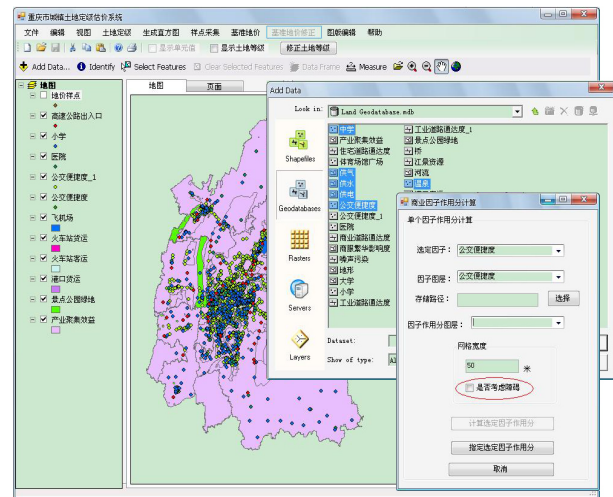 重庆市城镇土地定级估价系统
文件 编辑 视图 土地定级 生成直方图 样点采集 基准地价 基准地价修正 图版编辑 帮助
显示单元值 显示土地等级 修正土地等级
Add Data... Identify Select Features Clear Selected Features Data Frame Measure
地图
地价样点
高速公路出入口
小学
医院
公交便捷度_1
公交便捷度
飞机场
火车站货运
火车站客运
港口货运
景点公园绿地
产业聚集效益
地图 页面
Add Data
Look in: Land Geodatabase.mdb
Shapefiles
Geodatabases
Rasters
Servers
Layers
中学
产业聚集效益
住宅道路通达度
体育场馆广场
供气
供水
供电
公交便捷度
公交便捷度_1
医院
商业道路通达度
商服繁华影响度
噪声污染
地形
大学
小学
工业道路通达度
工业道路通达度_1
景点公园绿地
桥
江景资源
河流
温泉
Dataset:
Show of type:
商业因子作用分计算
单个因子作用分计算
选定因子: 公交便捷度
因子图层: 公交便捷度
存储路径: 选择
因子作用分图层:
网格宽度
50 米
是否考虑障碍
计算选定因子作用分
指定选定因子作用分
取消